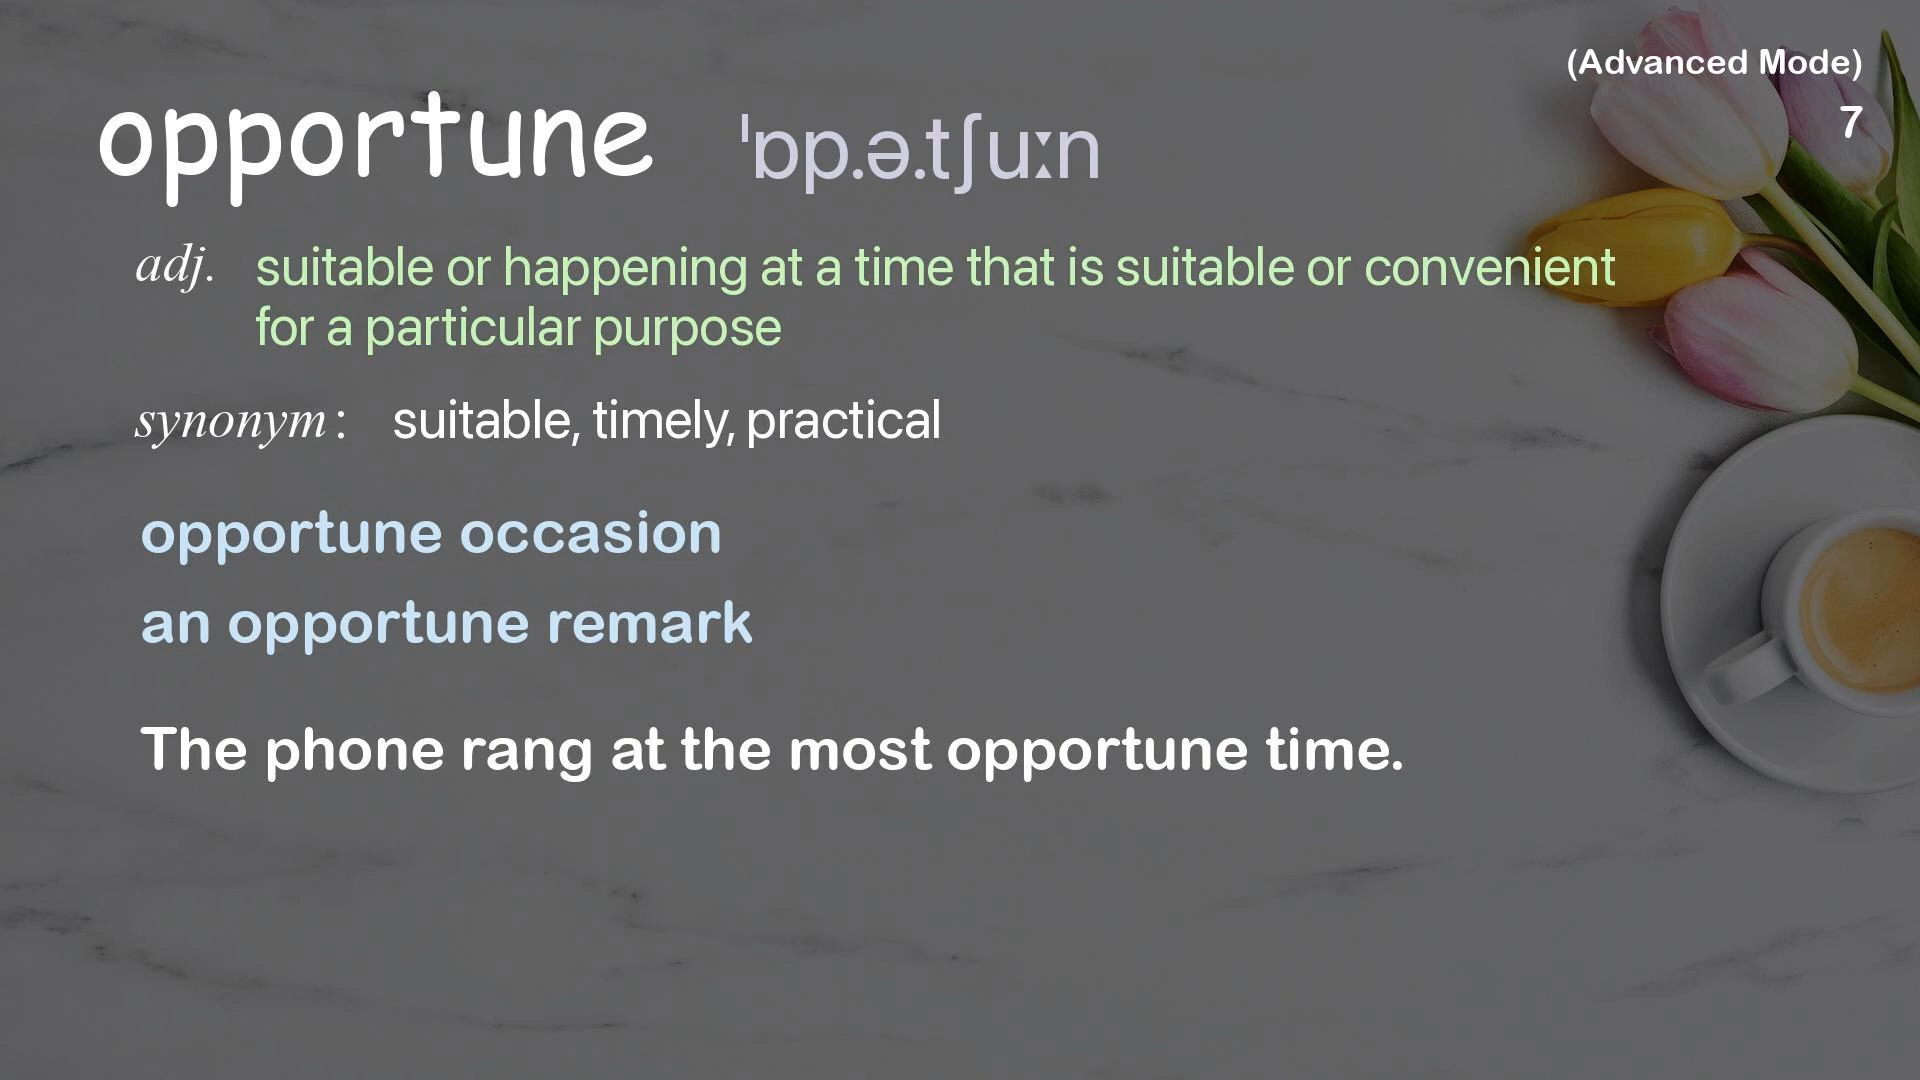 (Advanced Mode)
7
opportune ˈɒp.ə.tʃuːn
adj. suitable or happening at a time that is suitable or convenient
for a particular purpose
synonym: suitable, timely, practical
opportune occasion
an opportune remark
The phone rang at the most opportune time.